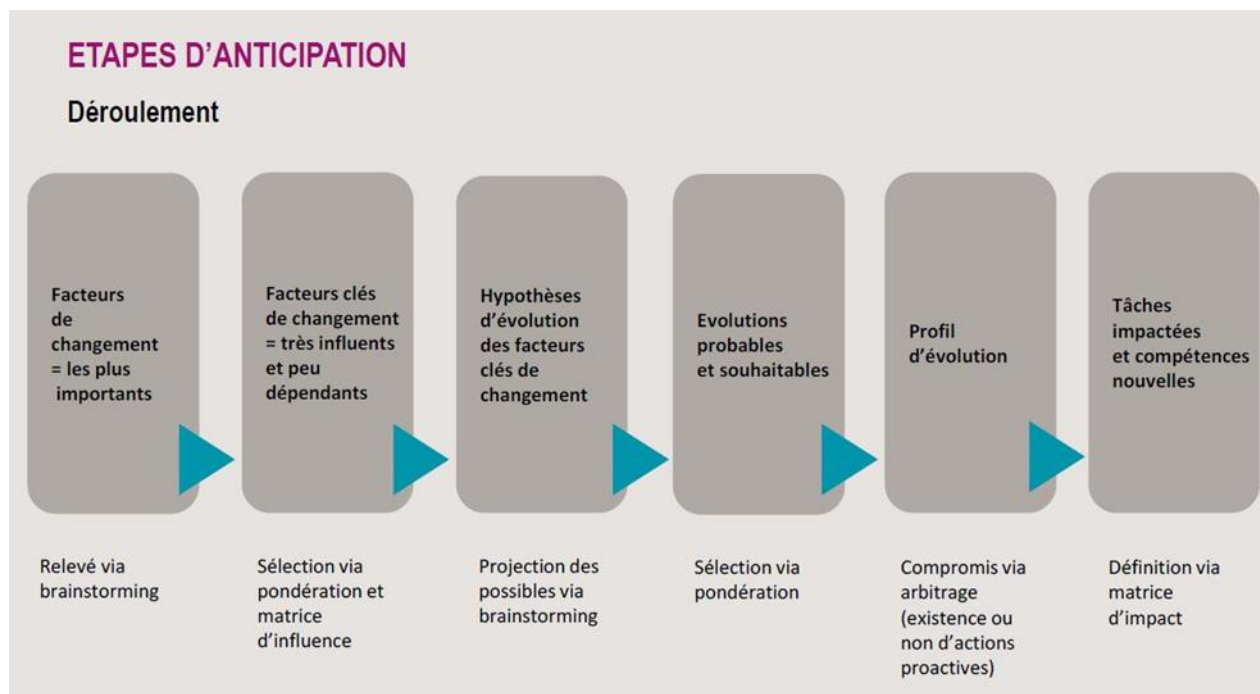 ETAPES D’ANTICIPATION
Déroulement
Facteurs
de
changement
= les plus
importants
Facteurs clés
de changement
= très influents
et peu
dépendants
Hypothèses
d’évolution
des facteurs
clés de
changement
Evolutions
probables
et souhaitables
Profil
d’évolution
Tâches
impactées
et compétences
nouvelles
Relevé via
brainstorming
Sélection via
pondération et
matrice
d’influence
Projection des
possibles via
brainstorming
Sélection via
pondération
Compromis via
arbitrage
(existence ou
non d’actions
proactives)
Définition via
matrice
d’impact